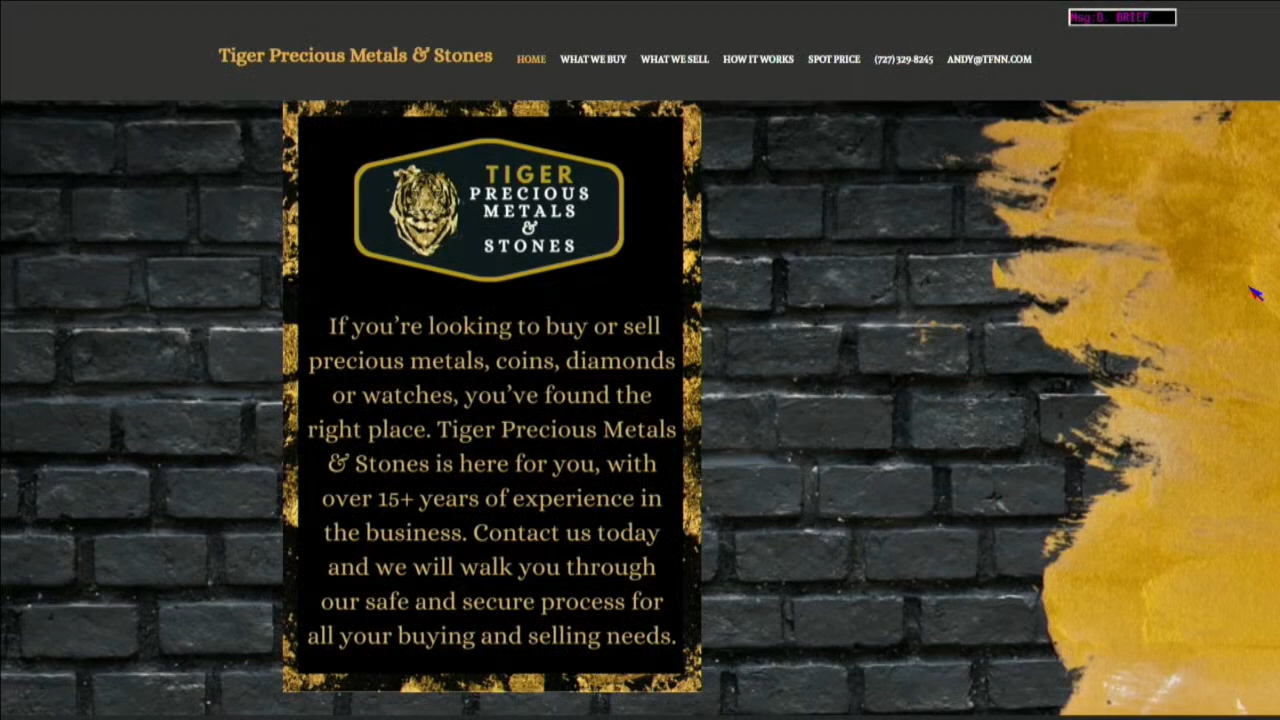 Msg:B. BRIEF
Tiger Precious Metals & Stones
HOME WHAT WE BUY WHAT WE SELL HOW IT WORKS SPOT PRICE (727) 329-8245 ANDY@TFNN.COM
TIGER
PRECIOUS
METALS
&
STONES
If you’re looking to buy or sell
precious metals, coins, diamonds
or watches, you’ve found the
right place. Tiger Precious Metals
& Stones is here for you, with
over 15+ years of experience in
the business. Contact us today
and we will walk you through
our safe and secure process for
all your buying and selling needs.